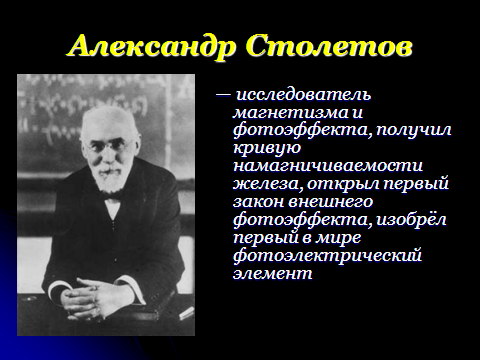 Александр Столетов
— исследователь
магнетизма и
фотоэффекта, получил
кривую
намагничиваемости
железа, открыл первый
закон внешнего
фотоэффекта, изобрёл
первый в мире
фотоэлектрический
элемент